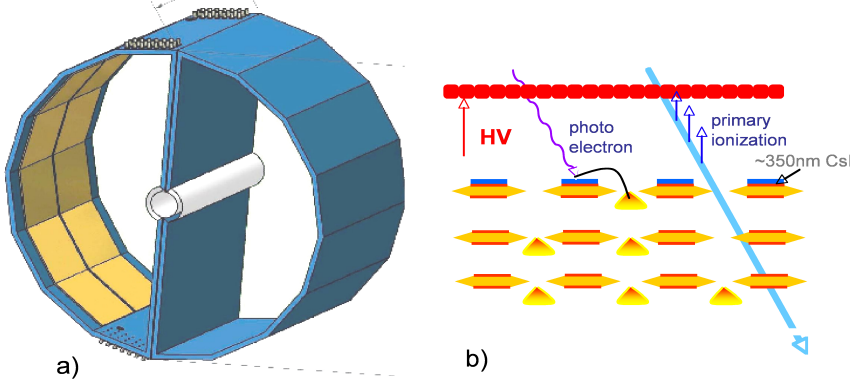 a)
HV
photo
electron
primary
ionization
~350nm CsI
b)